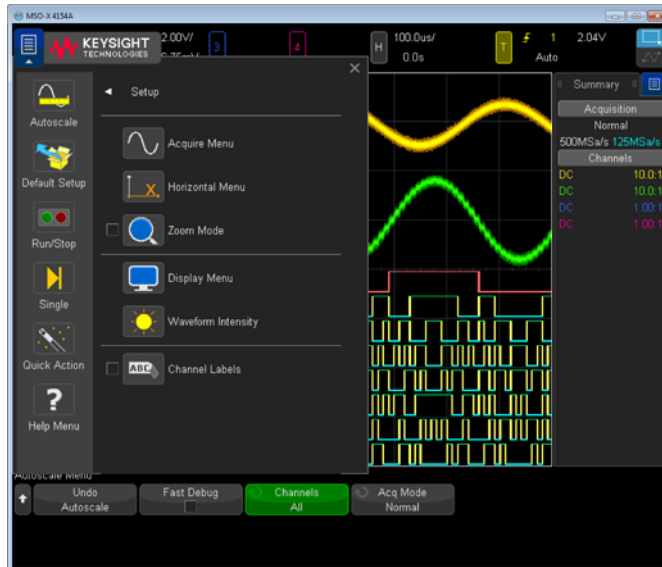 MSO-X 4154A
KEYSIGHT
TECHNOLOGIES
2.00V/
3
4
H
100.0us/
0.0s
T
1
2.04V
Auto
Setup
Autoscale
Default Setup
Run/Stop
Single
Quick Action
?
Help Menu
Acquire Menu
X
Horizontal Menu
Zoom Mode
Display Menu
Waveform Intensity
ABC
Channel Labels
Summary
Acquisition
Normal
500MSa/s 125MSa/s
Channels
DC 10.0:1
DC 10.0:1
DC 1.00:1
DC 1.00:1
Autoscale Menu
Undo
Autoscale
Fast Debug
Channels
All
Acq Mode
Normal